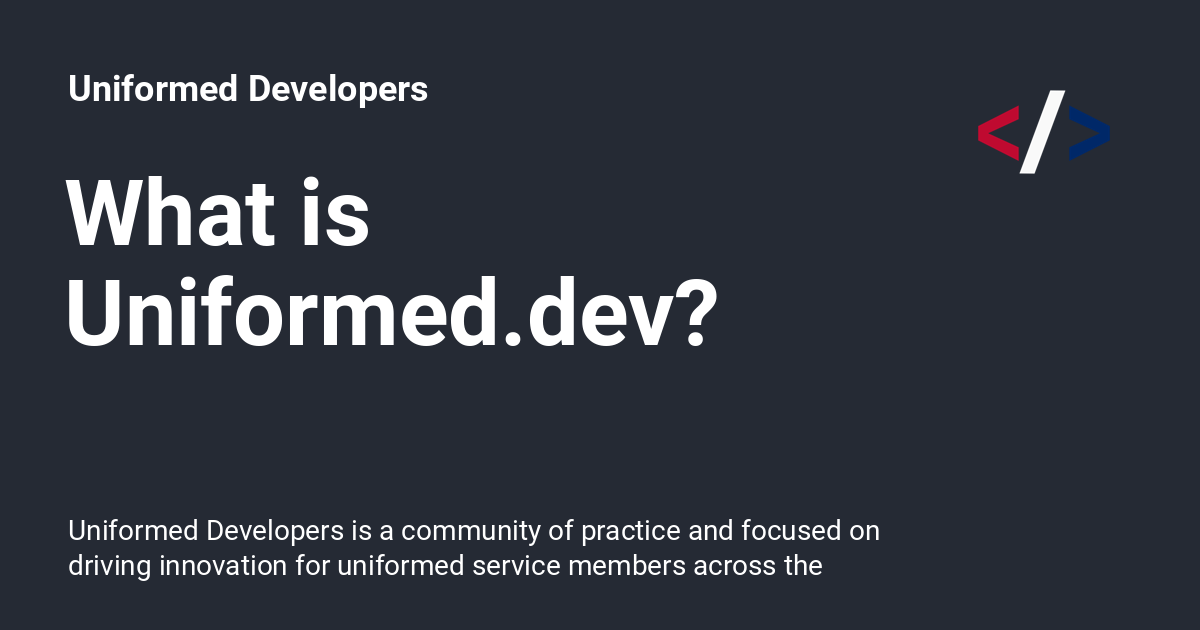 Uniformed Developers
</>
What is
Uniformed.dev?
Uniformed Developers is a community of practice and focused on
driving innovation for uniformed service members across the